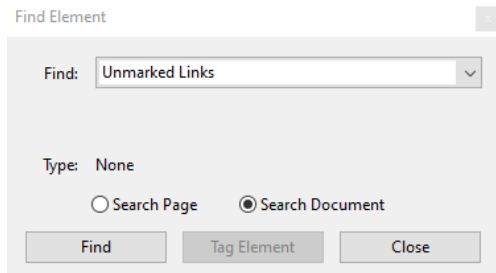 Find Element
Find: Unmarked Links
Type: None
Search Page Search Document
Find Tag Element Close